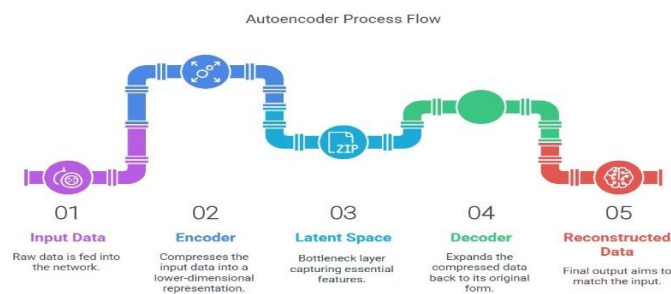 Autoencoder Process Flow
ZIP
01
Input Data
Raw data is fed into
the network.
02
Encoder
Compresses the
input data into a
lower-dimensional
representation.
03
Latent Space
Bottleneck layer
capturing essential
features.
04
Decoder
Expands the
compressed data
back to its original
form.
05
Reconstructed
Data
Final output aims to
match the input.